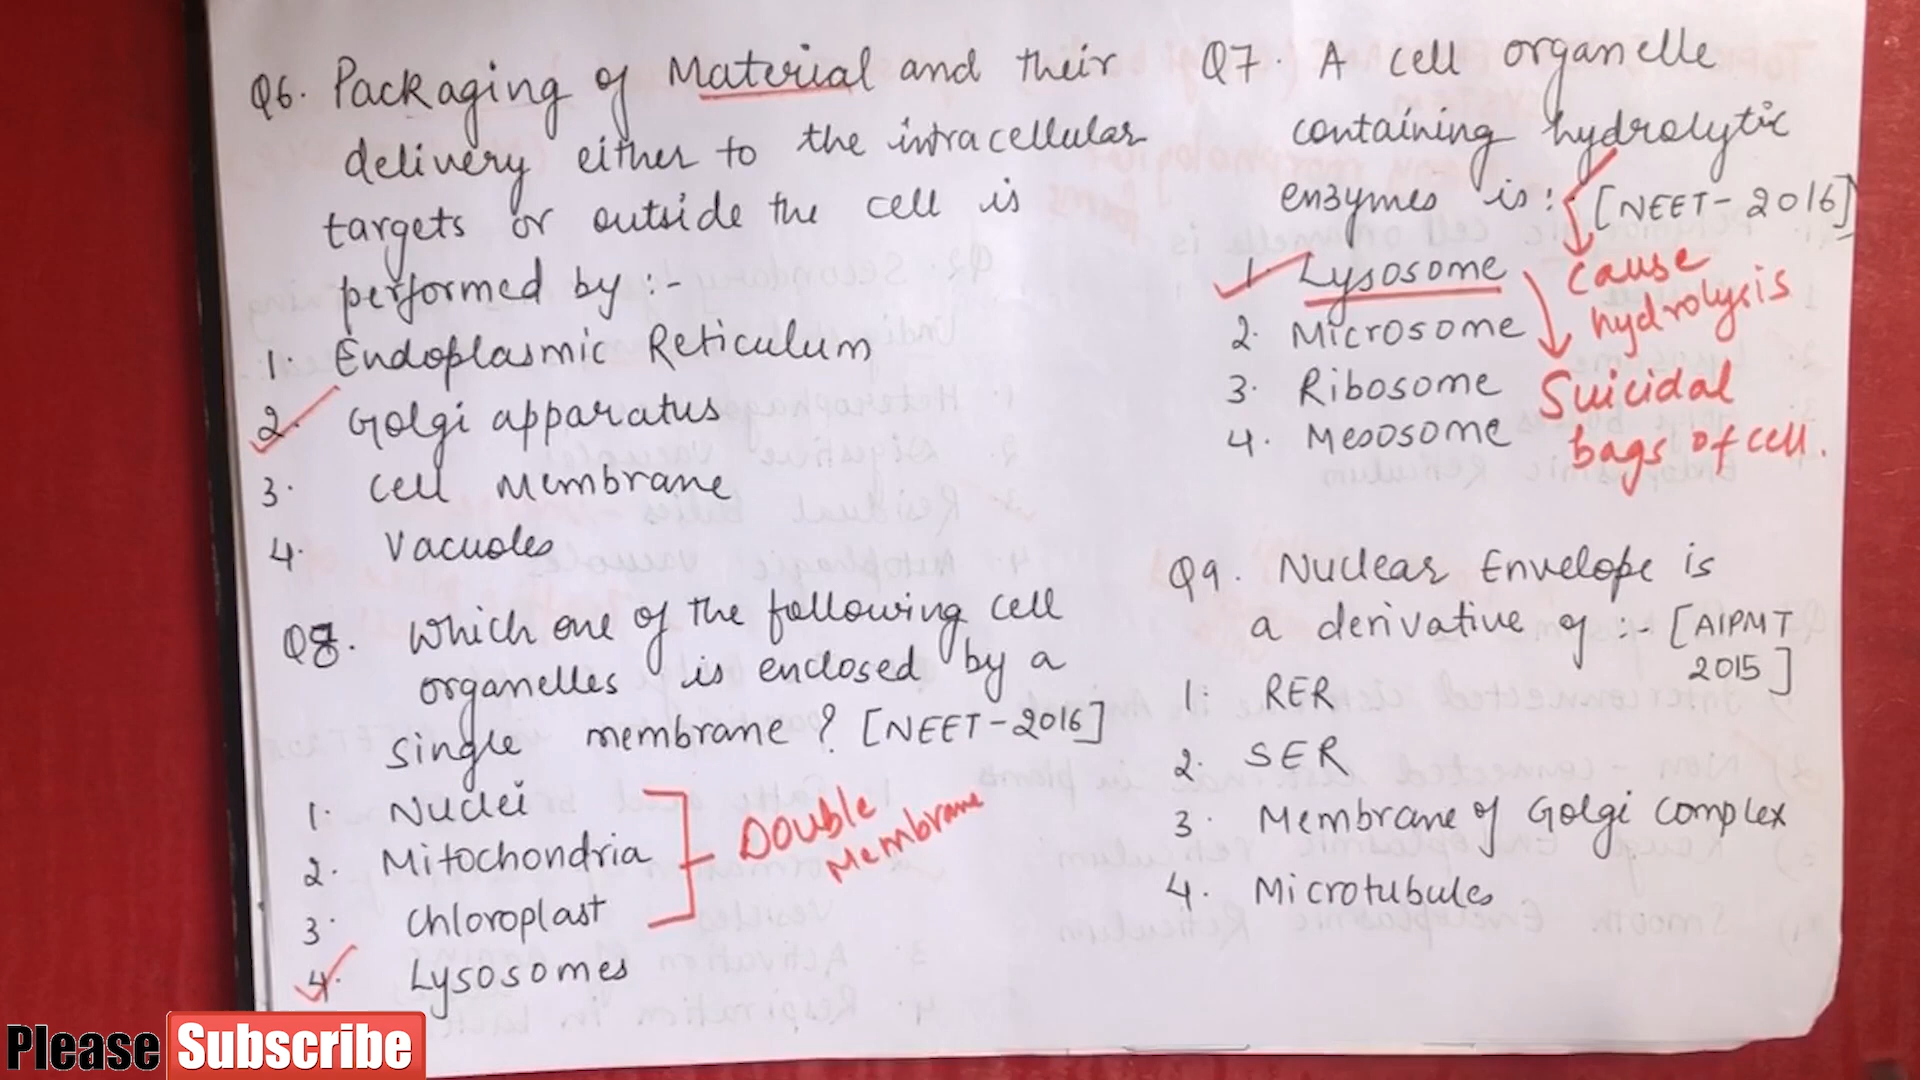 Q6. Packaging of Material and their
delivery either to the intracellular
targets or outside the cell is
performed by :-
1. Endoplasmic Reticulum
2. Golgi apparatus
3. Cell Membrane
4. Vacuoles
Q7. A cell organelle
containing hydrolytic
enzymes is: [NEET-2016]
1. Lysosome
2. Microsome
3. Ribosome
4. Mesosome
cause
hydrolysis
Suicidal
bags of cell.
Q8. Which one of the following cell
organelles is enclosed by a
single membrane? [NEET-2016]
1. Nuclei
2. Mitochondria
3. Chloroplast
4. Lysosomes
Double
Membrane
Q9. Nuclear Envelope is
a derivative of :- [AIPMT
2015]
1. RER
2. SER
3. Membrane of Golgi Complex
4. Microtubules
Please Subscribe